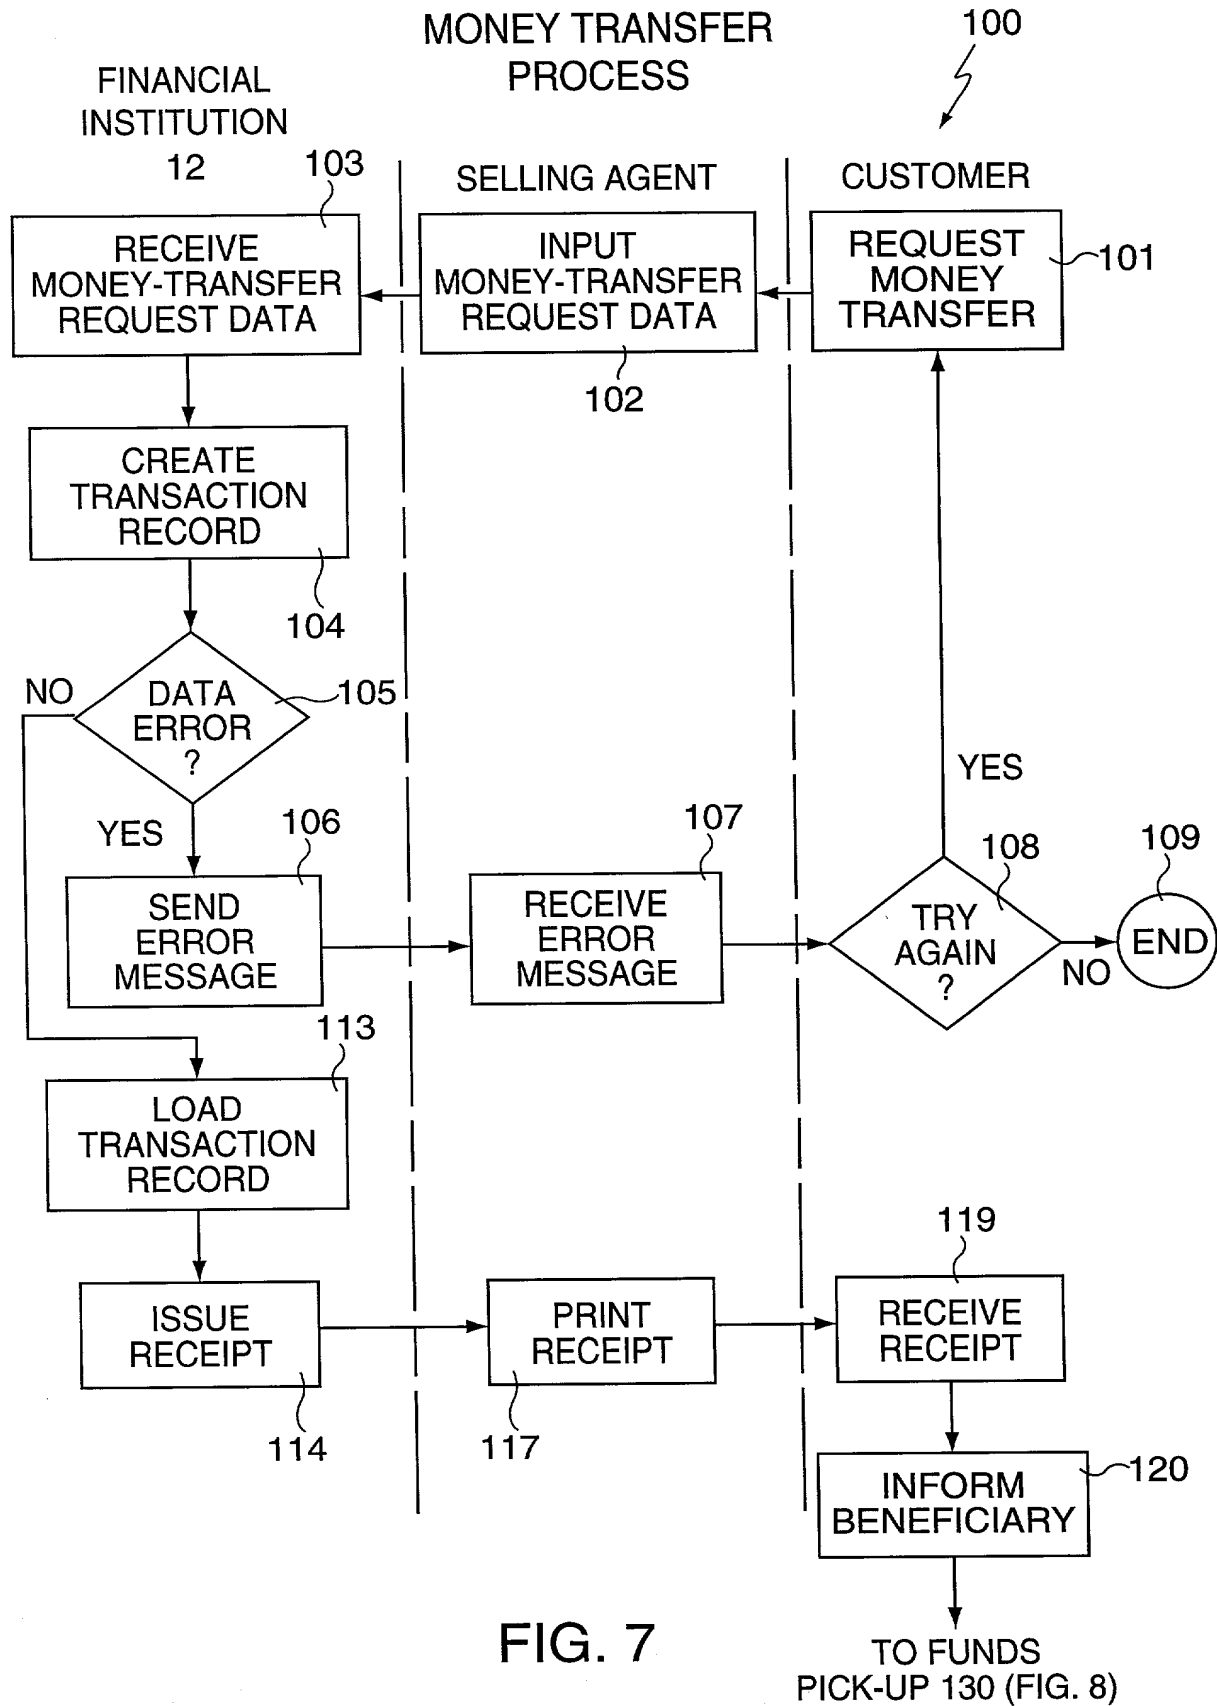 MONEY TRANSFER
PROCESS
100
FINANCIAL
INSTITUTION
12
103
SELLING AGENT
CUSTOMER
RECEIVE
MONEY-TRANSFER
REQUEST DATA
INPUT
MONEY-TRANSFER
REQUEST DATA
102
REQUEST
MONEY
TRANSFER
101
CREATE
TRANSACTION
RECORD
104
NO
DATA
ERROR
?
105
YES
106
SEND
ERROR
MESSAGE
107
RECEIVE
ERROR
MESSAGE
YES
108
TRY
AGAIN
?
NO
109
END
113
LOAD
TRANSACTION
RECORD
ISSUE
RECEIPT
114
PRINT
RECEIPT
117
119
RECEIVE
RECEIPT
INFORM
BENEFICIARY
120
TO FUNDS
PICK-UP 130 (FIG. 8)
FIG. 7